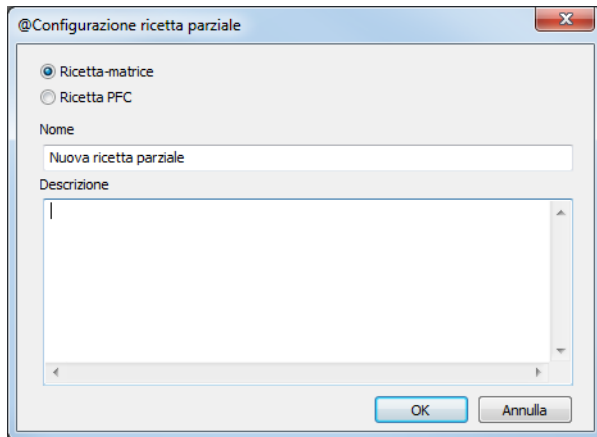 @Configurazione ricetta parziale
Ricetta-matrice
Ricetta PFC
Nome
Nuova ricetta parziale
Descrizione
OK Annulla